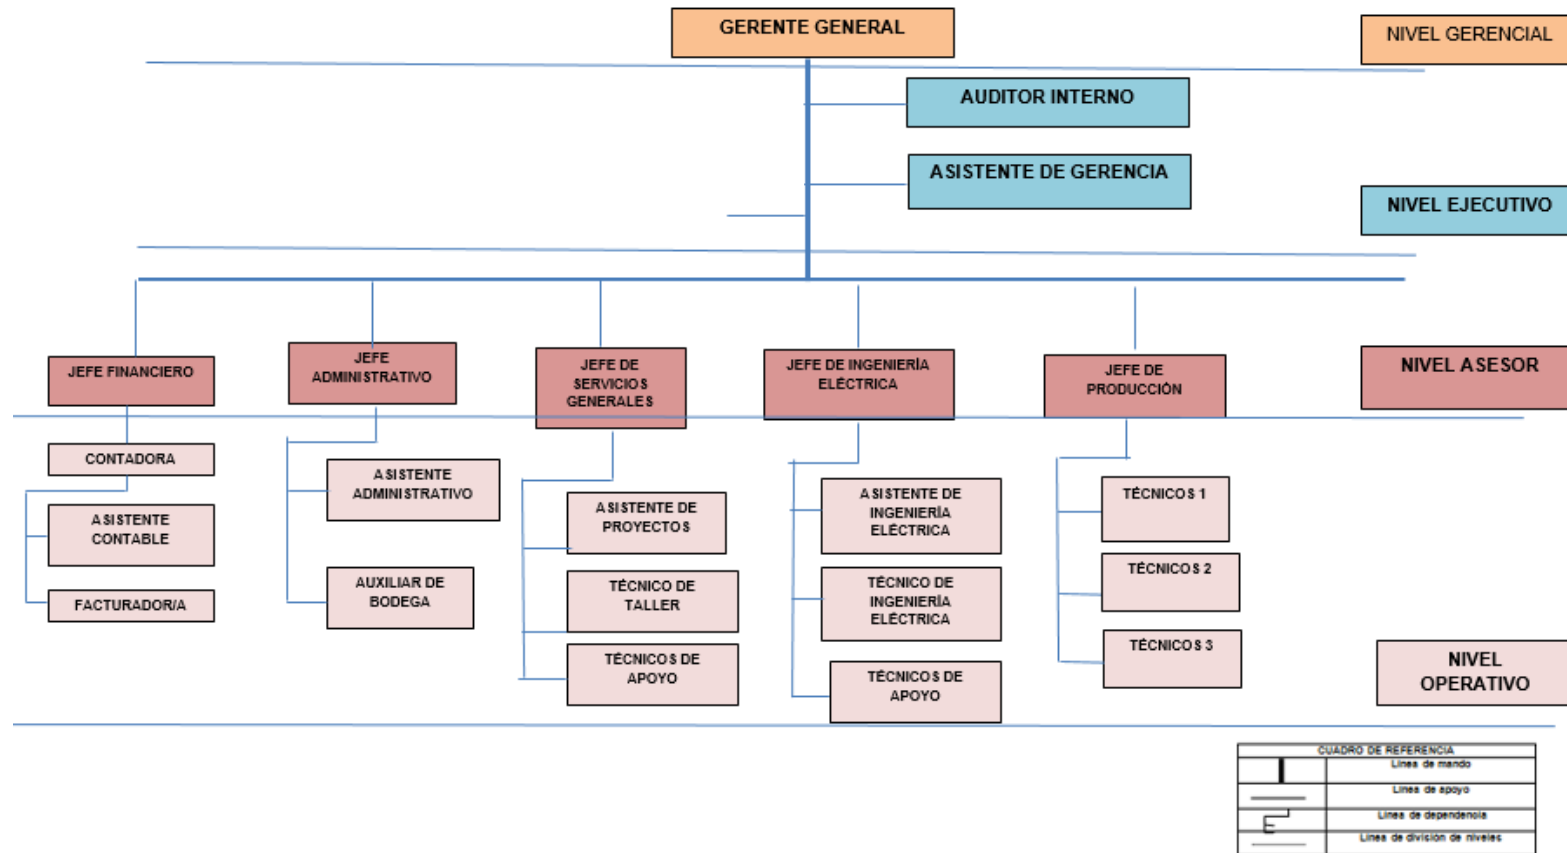 GERENTE GENERAL
NIVEL GERENCIAL
AUDITOR INTERNO
ASISTENTE DE GERENCIA
NIVEL EJECUTIVO
JEFE FINANCIERO
JEFE
ADMINISTRATIVO
JEFE DE
SERVICIOS
GENERALES
JEFE DE INGENIERÍA
ELÉCTRICA
JEFE DE
PRODUCCIÓN
NIVEL ASESOR
CONTADORA
ASISTENTE
CONTABLE
FACTURADOR/A
ASISTENTE
ADMINISTRATIVO
AUXILIAR DE
BODEGA
ASISTENTE DE
PROYECTOS
TÉCNICO DE
TALLER
TÉCNICOS DE
APOYO
ASISTENTE DE
INGENIERÍA
ELÉCTRICA
TÉCNICO DE
INGENIERÍA
ELÉCTRICA
TÉCNICOS DE
APOYO
TÉCNICOS 1
TÉCNICOS 2
TÉCNICOS 3
NIVEL
OPERATIVO
CUADRO DE REFERENCIA
Línea de mando
Línea de apoyo
Línea de dependencia
Línea de división de niveles